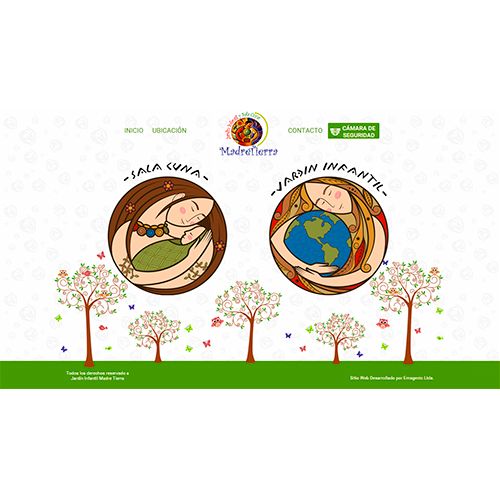 INICIO UBICACIÓN
MadreTierra
CONTACTO
CÁMARA DE
SEGURIDAD
-SALA CUNA-
-JARDIN INFANTIL-
Todos los derechos reservado a
Jardín Infantil Madre Tierra
Sitio Web Desarrollado por Emagenic Ltda.